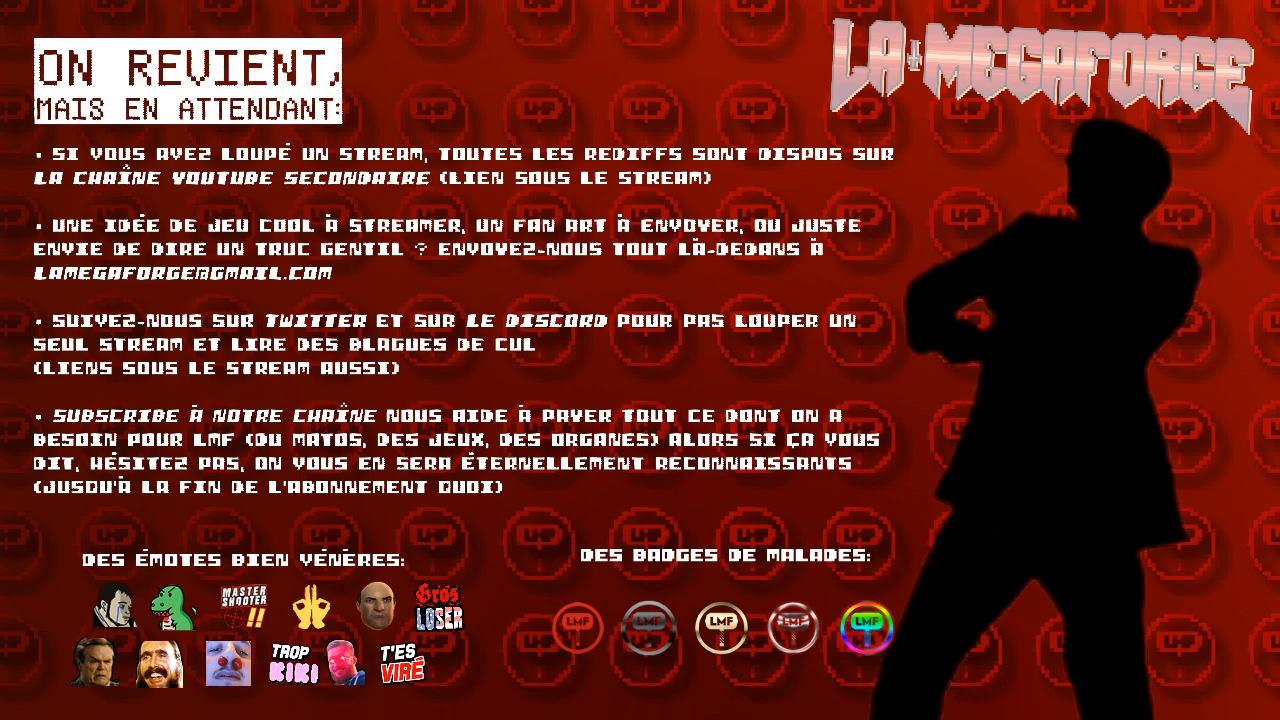 ON REVIENT,
MAIS EN ATTENDANT:
LA MEGAFORGE
• SI VOUS AVEZ LOUPÉ UN STREAM, TOUTES LES REDIFFS SONT DISPOS SUR
LA CHAÎNE YOUTUBE SECONDAIRE (LIEN SOUS LE STREAM)
• UNE IDÉE DE JEU COOL À STREAMER, UN FAN ART À ENVOYER, OU JUSTE
ENVIE DE DIRE UN TRUC GENTIL ? ENVOYEZ-NOUS TOUT LÀ-DEDANS À
LAMEGAFORGE@GMAIL.COM
• SUIVEZ-NOUS SUR TWITTER ET SUR LE DISCORD POUR PAS LOUPER UN
SEUL STREAM ET LIRE DES BLAGUES DE CUL
(LIENS SOUS LE STREAM AUSSI)
• SUBSCRIBE À NOTRE CHAÎNE NOUS AIDE À PAYER TOUT CE DONT ON A
BESOIN POUR LMF (DU MATOS, DES JEUX, DES ORGANES) ALORS SI ÇA VOUS
DIT, HÉSITEZ PAS, ON VOUS EN SERA ÉTERNELLEMENT RECONNAISSANTS
(JUSQU'À LA FIN DE L'ABONNEMENT QUOI)
DES ÉMOTES BIEN VÉNÈRES:
DES BADGES DE MALADES:
MASTER
SHOOTER
!!
Gros
LOSER
TROP
KIKI
T'ES
VIRÉ
LMF
LMF
LMF
LMF
LMF